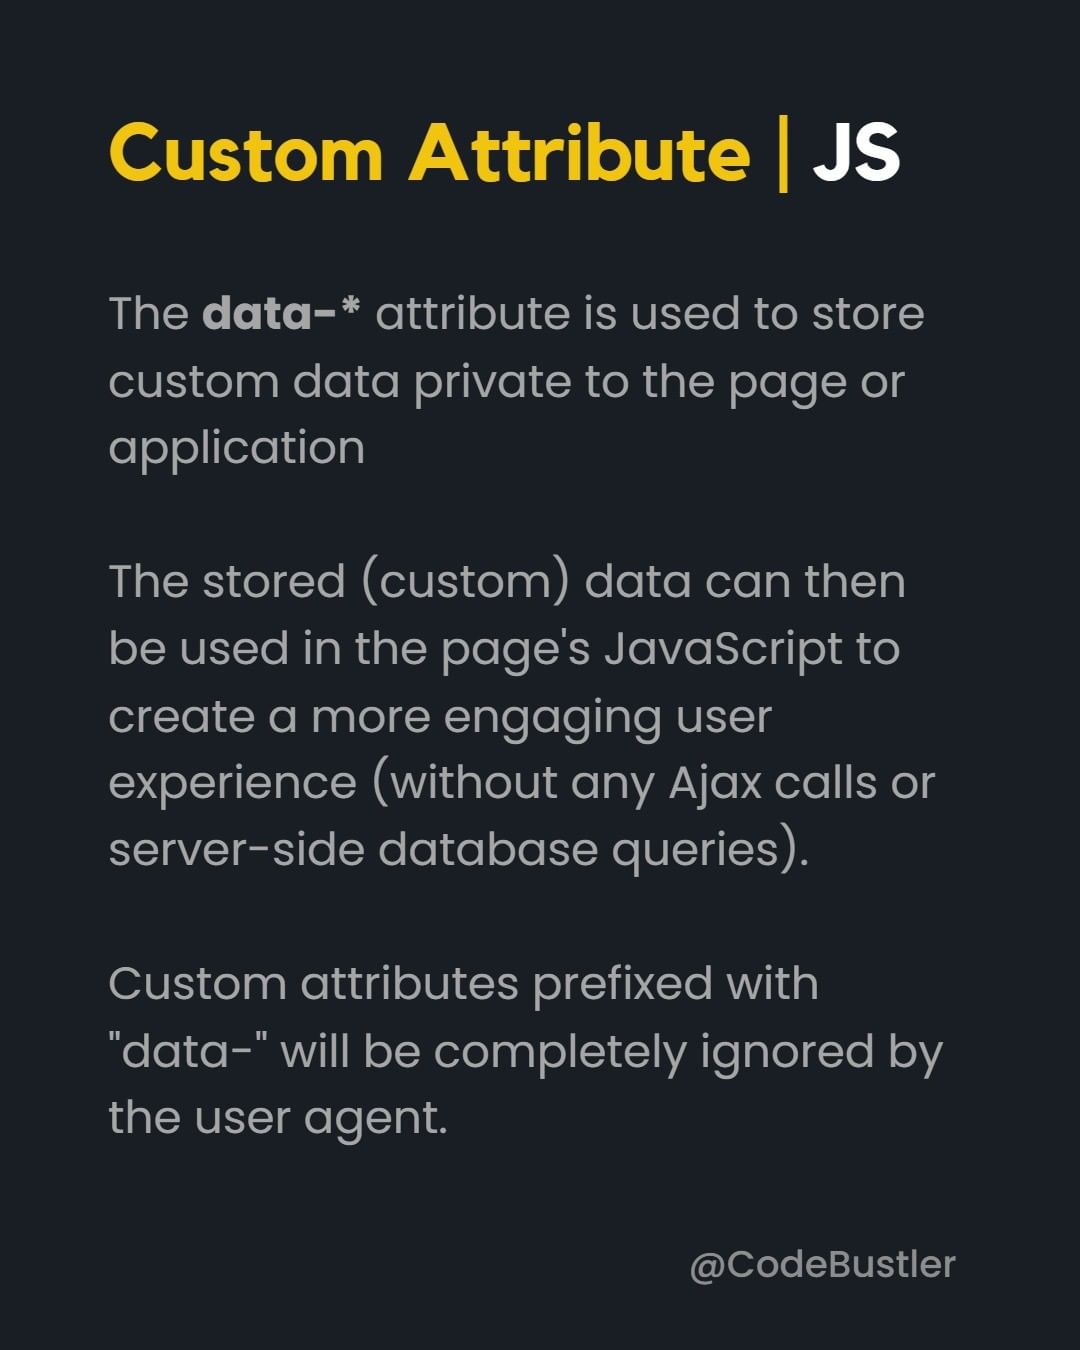 Custom Attribute | JS
The data-* attribute is used to store
custom data private to the page or
application
The stored (custom) data can then
be used in the page's JavaScript to
create a more engaging user
experience (without any Ajax calls or
server-side database queries).
Custom attributes prefixed with
"data-" will be completely ignored by
the user agent.
@CodeBustler